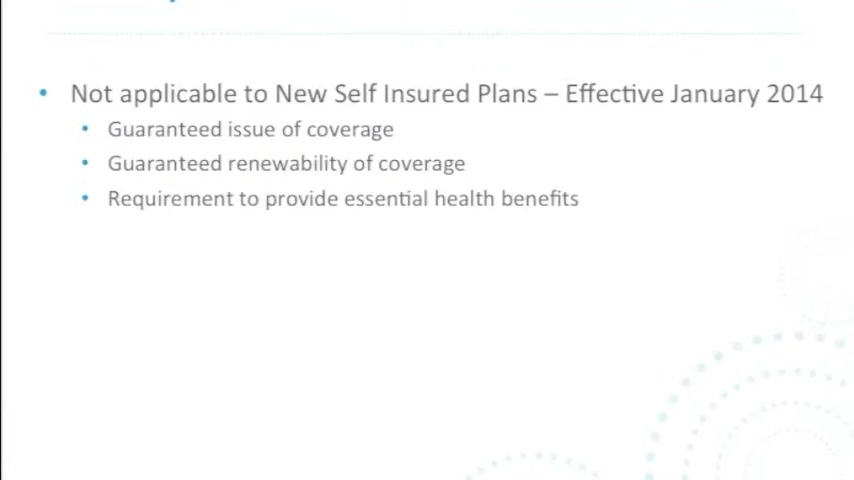 • Not applicable to New Self Insured Plans – Effective January 2014
• Guaranteed issue of coverage
• Guaranteed renewability of coverage
• Requirement to provide essential health benefits